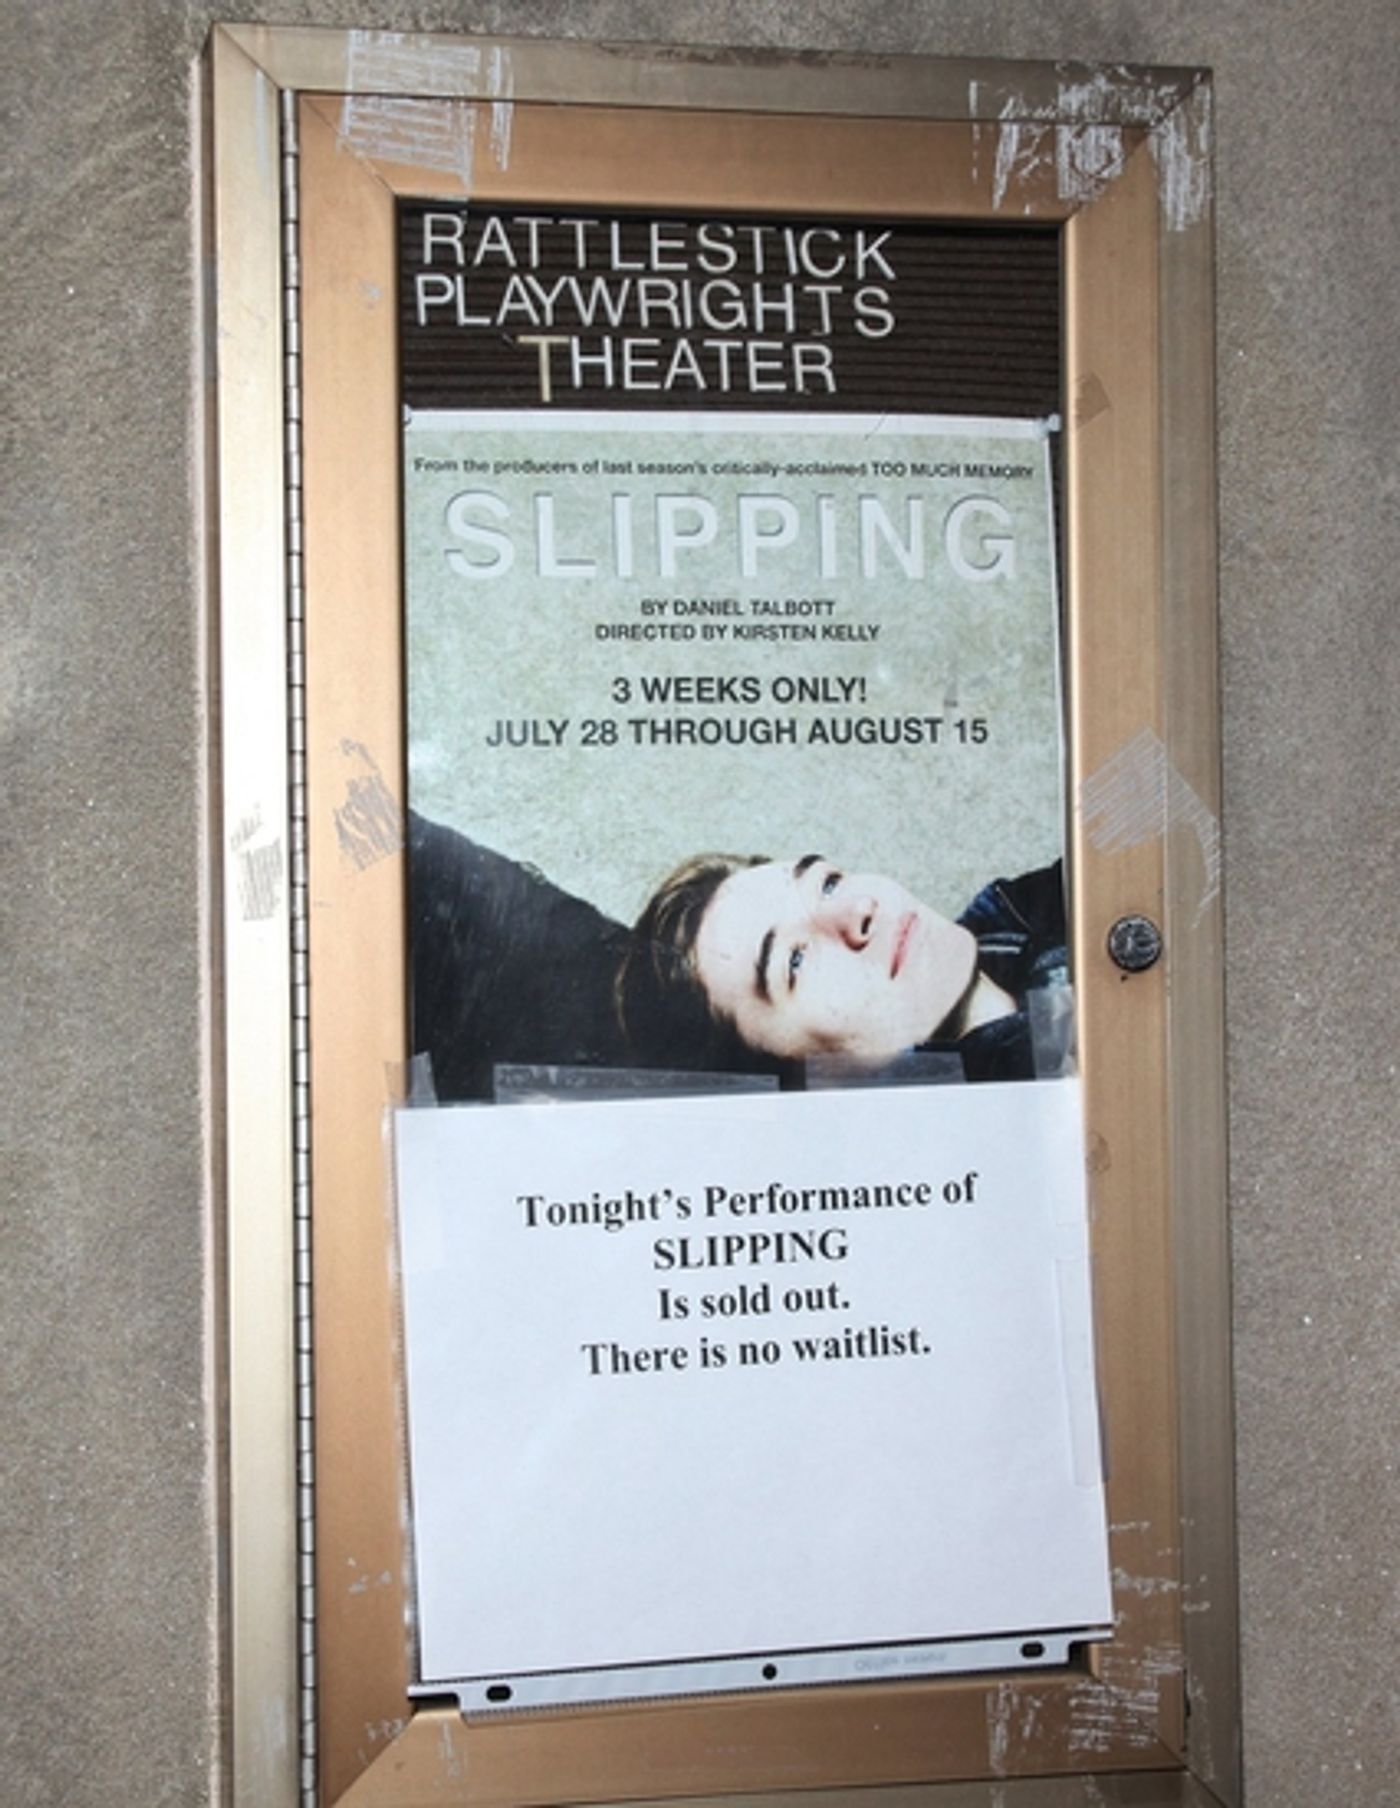 RATTLESTICK
PLAYWRIGHTS
THEATER
From the producers of last season's critically-acclaimed TOO MUCH MEMORY
SLIPPING
BY DANIEL TALBOTT
DIRECTED BY KIRSTEN KELLY
3 WEEKS ONLY!
JULY 28 THROUGH AUGUST 15
Tonight's Performance of
SLIPPING
Is sold out.
There is no waitlist.